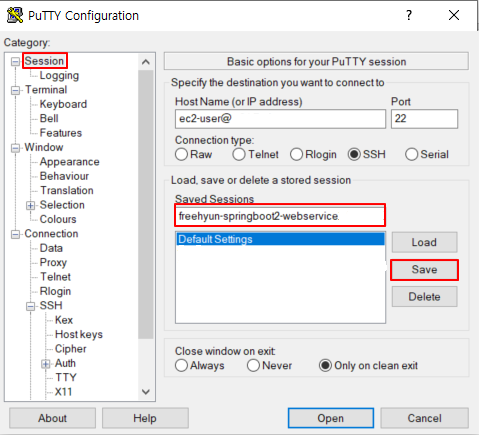 PuTTY Configuration
Category:
Session
Logging
Terminal
Keyboard
Bell
Features
Window
Appearance
Behaviour
Translation
Selection
Colours
Connection
Data
Proxy
Telnet
Rlogin
SSH
Kex
Host keys
Cipher
Auth
TTY
X11
Basic options for your PuTTY session
Specify the destination you want to connect to
Host Name (or IP address) Port
ec2-user@ 22
Connection type:
Raw Telnet Rlogin SSH Serial
Load, save or delete a stored session
Saved Sessions
freehyun-springboot2-webservice
Default Settings
Load
Save
Delete
Close window on exit:
Always Never Only on clean exit
About Help Open Cancel